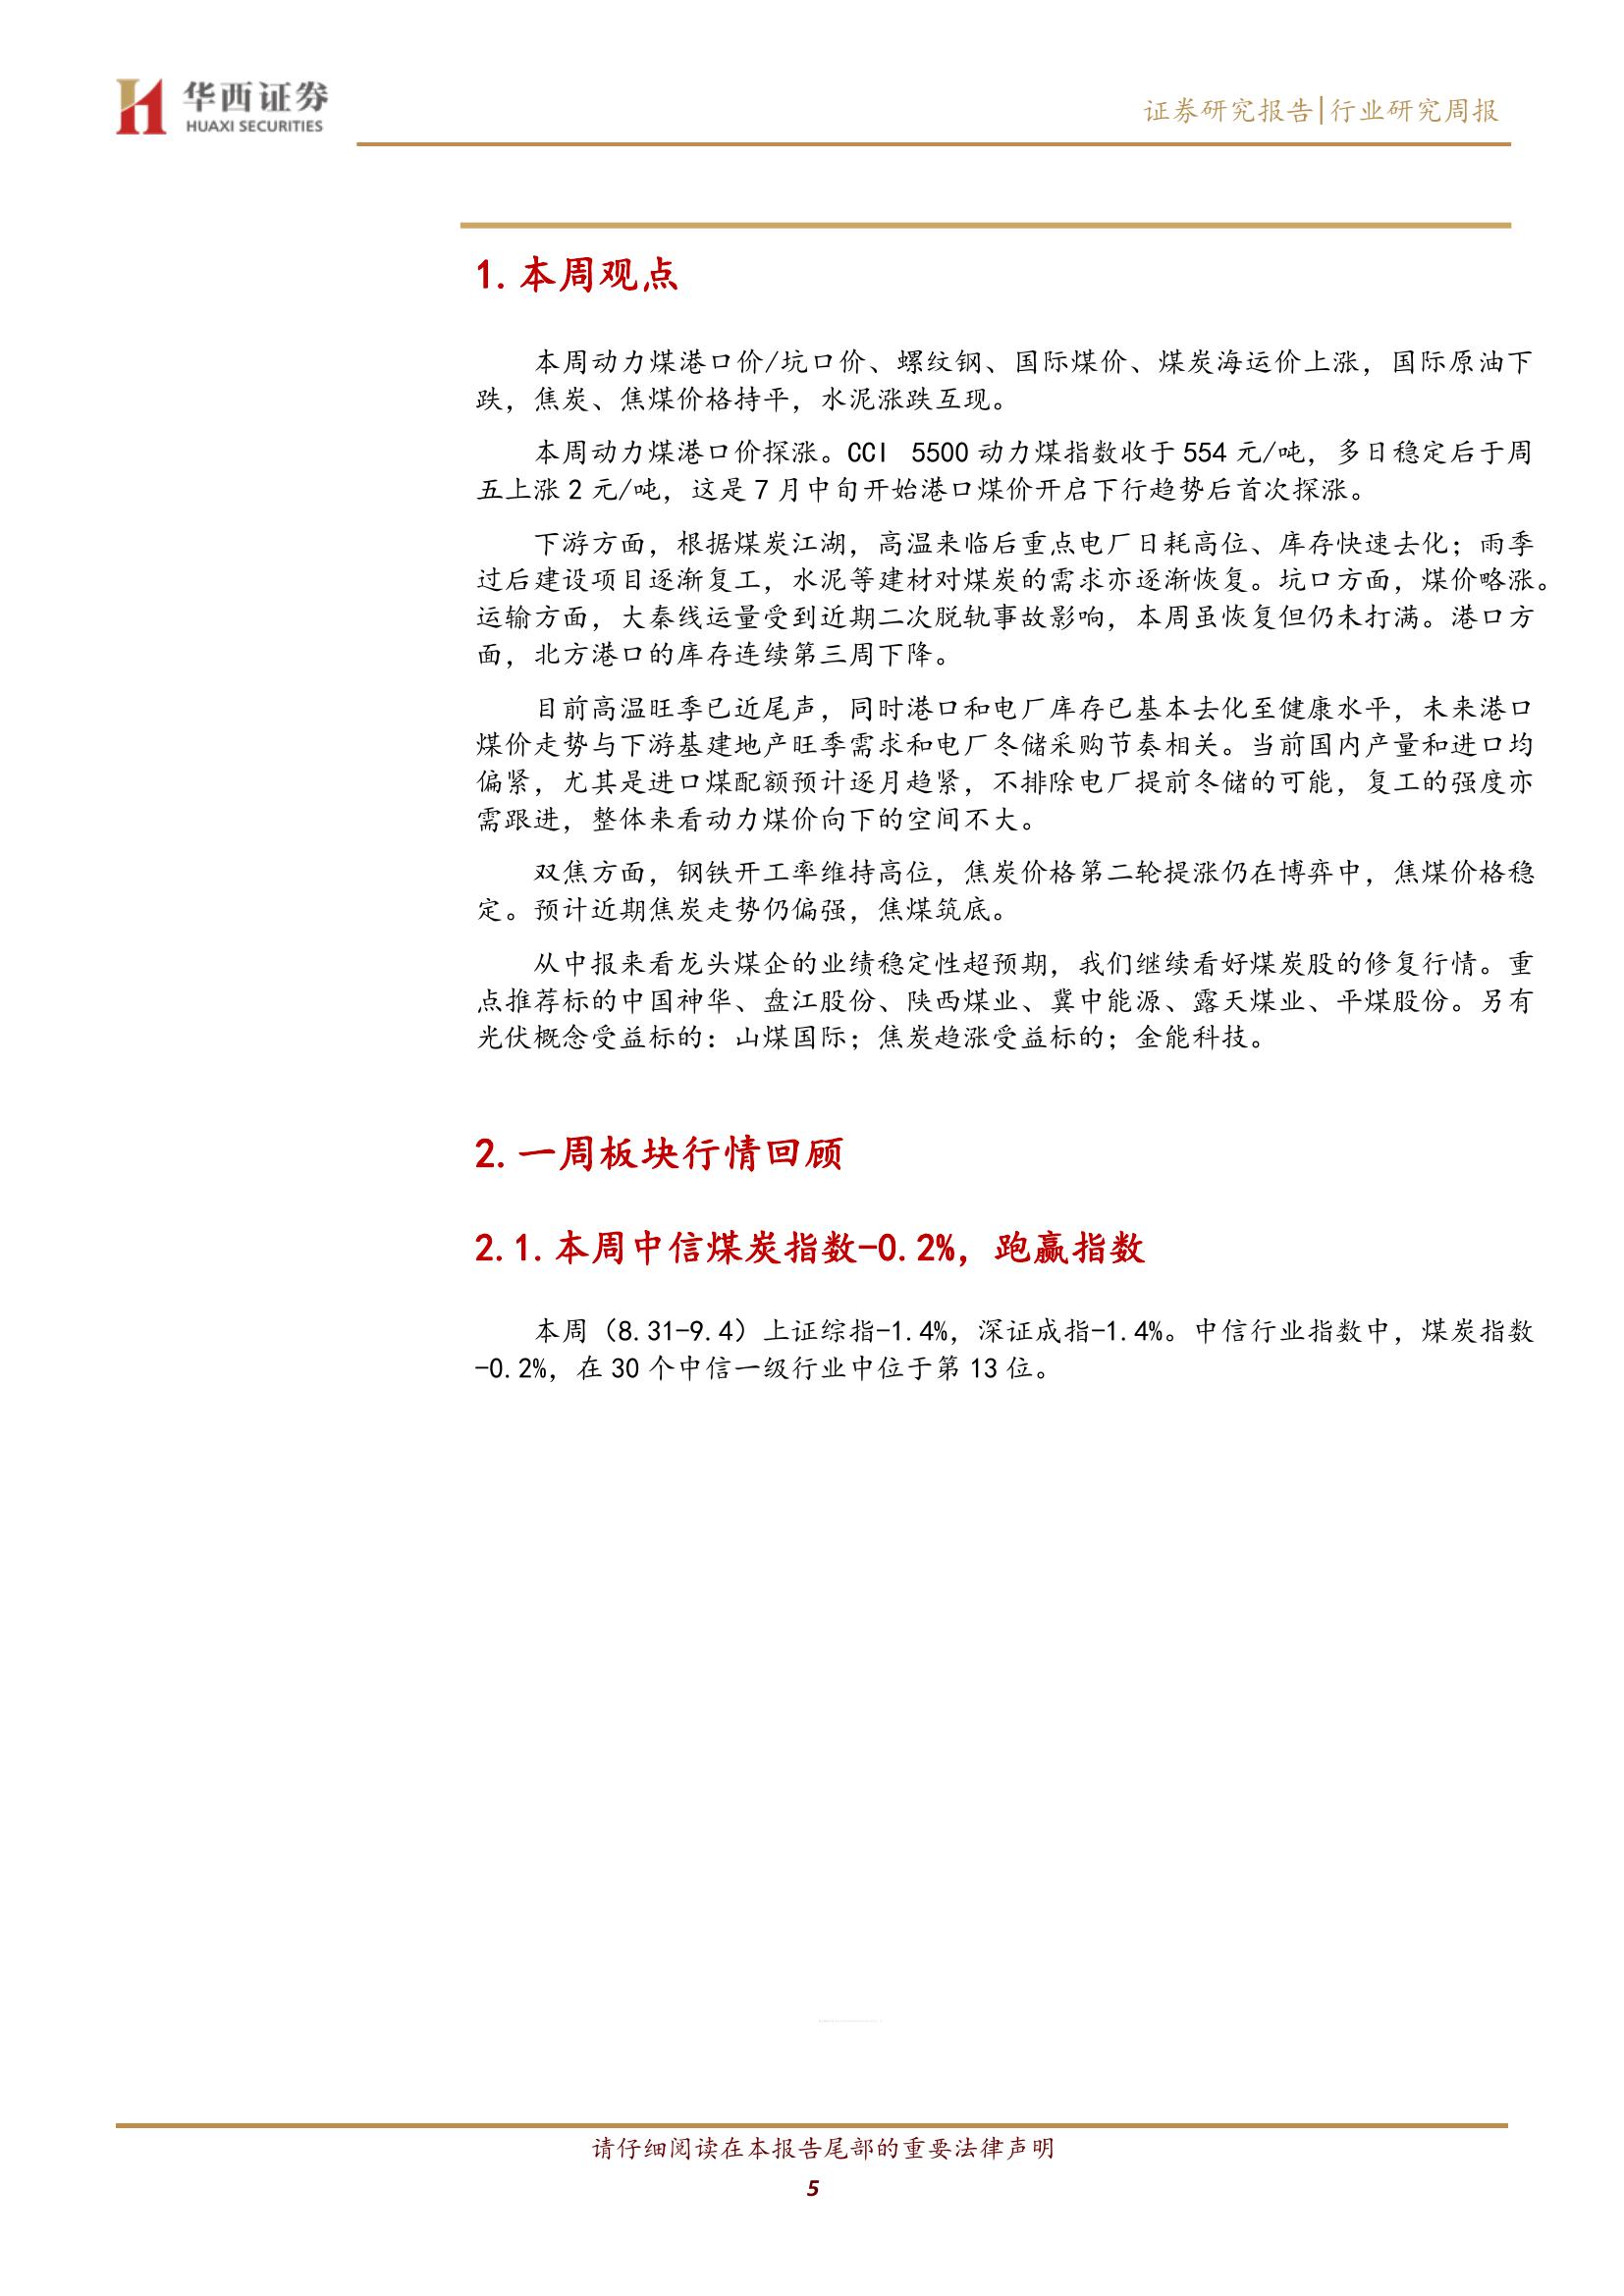 华西证券
HUAXI SECURITIES
证券研究报告|行业研究周报
1.本周观点
本周动力煤港口价/坑口价、螺纹钢、国际煤价、煤炭海运价上涨，国际原油下
跌，焦炭、焦煤价格持平，水泥涨跌互现。
本周动力煤港口价探涨。CCI 5500 动力煤指数收于 554 元/吨，多日稳定后于周
五上涨 2 元/吨，这是 7 月中旬开始港口煤价开启下行趋势后首次探涨。
下游方面，根据煤炭江湖，高温来临后重点电厂日耗高位、库存快速去化；雨季
过后建设项目逐渐复工，水泥等建材对煤炭的需求亦逐渐恢复。坑口方面，煤价略涨。
运输方面，大秦线运量受到近期二次脱轨事故影响，本周虽恢复但仍未打满。港口方
面，北方港口的库存连续第三周下降。
目前高温旺季已近尾声，同时港口和电厂库存已基本去化至健康水平，未来港口
煤价走势与下游基建地产旺季需求和电厂冬储采购节奏相关。当前国内产量和进口均
偏紧，尤其是进口煤配额预计逐月趋紧，不排除电厂提前冬储的可能，复工的强度亦
需跟进，整体来看动力煤价向下的空间不大。
双焦方面，钢铁开工率维持高位，焦炭价格第二轮提涨仍在博弈中，焦煤价格稳
定。预计近期焦炭走势仍偏强，焦煤筑底。
从中报来看龙头煤企的业绩稳定性超预期，我们继续看好煤炭股的修复行情。重
点推荐标的中国神华、盘江股份、陕西煤业、冀中能源、露天煤业、平煤股份。另有
光伏概念受益标的：山煤国际；焦炭趋涨受益标的；金能科技。
2.一周板块行情回顾
2.1.本周中信煤炭指数-0.2%，跑赢指数
本周（8.31-9.4）上证综指-1.4%，深证成指-1.4%。中信行业指数中，煤炭指数
-0.2%，在 30 个中信一级行业中位于第 13 位。
请仔细阅读在本报告尾部的重要法律声明
5